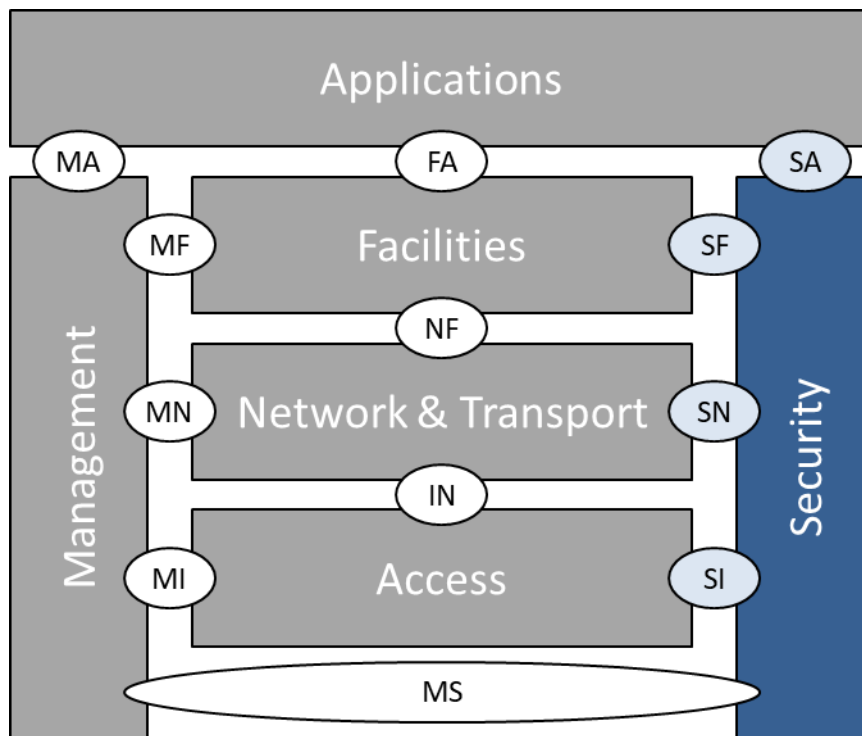 Applications
MA
FA
SA
MF
Facilities
SF
NF
Management
MN
Network & Transport
SN
Security
IN
MI
Access
SI
MS